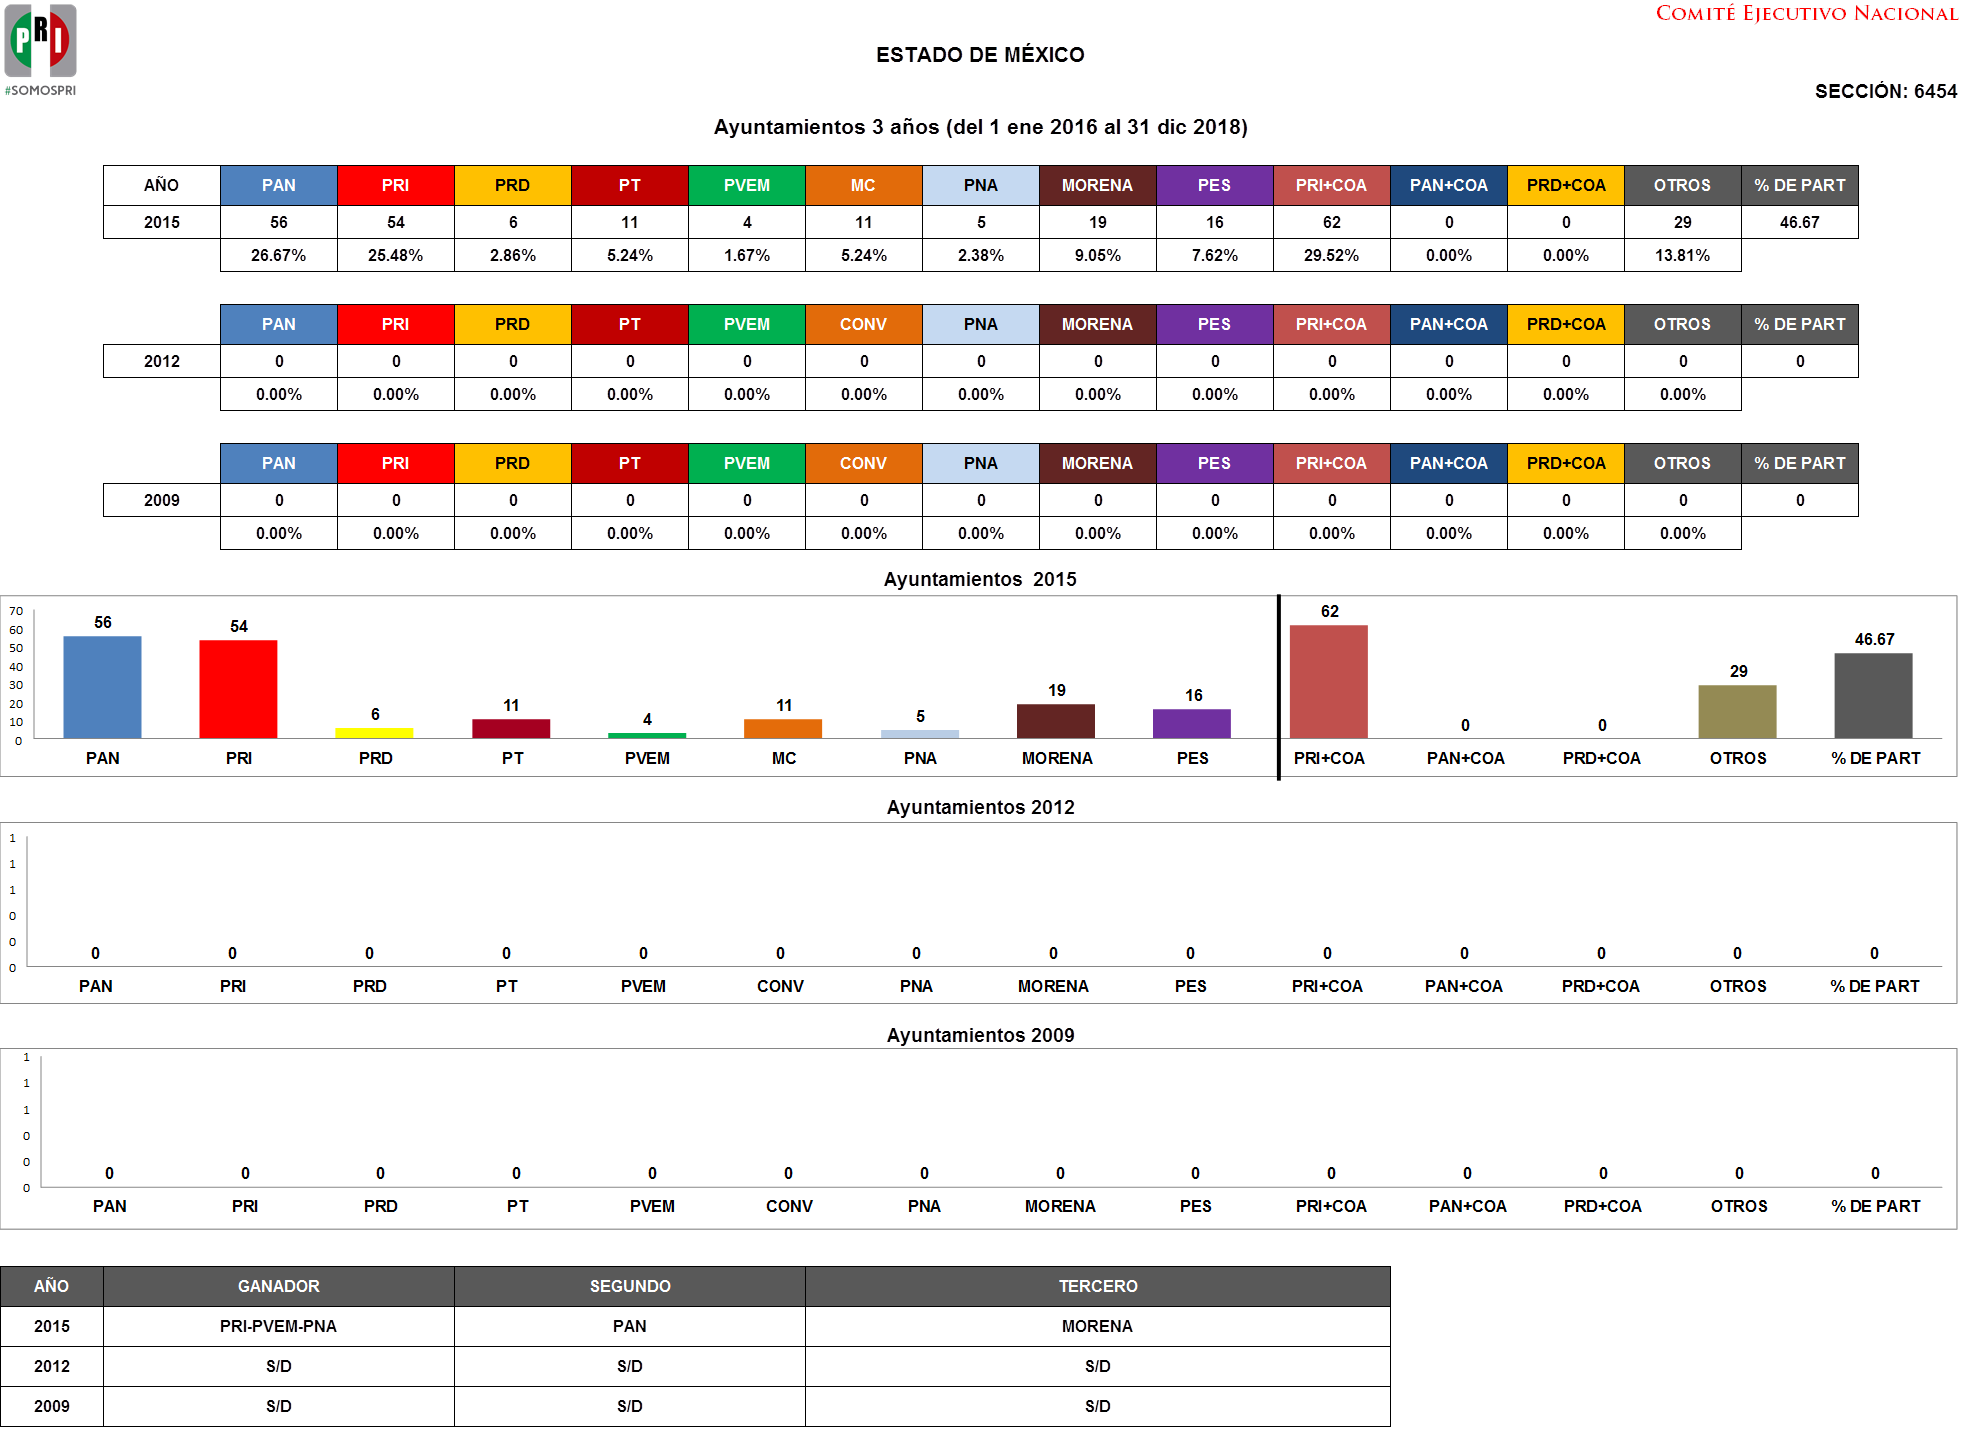 PRI
#SOMOSPRI
COMITÉ EJECUTIVO NACIONAL
ESTADO DE MÉXICO
SECCIÓN: 6454
Ayuntamientos 3 años (del 1 ene 2016 al 31 dic 2018)
AÑO PAN PRI PRD PT PVEM MC PNA MORENA PES PRI+COA PAN+COA PRD+COA OTROS % DE PART
2015 56 54 6 11 4 11 5 19 16 62 0 0 29 46.67
26.67% 25.48% 2.86% 5.24% 1.67% 5.24% 2.38% 9.05% 7.62% 29.52% 0.00% 0.00% 13.81%
PAN PRI PRD PT PVEM CONV PNA MORENA PES PRI+COA PAN+COA PRD+COA OTROS % DE PART
2012 0 0 0 0 0 0 0 0 0 0 0 0 0 0
0.00% 0.00% 0.00% 0.00% 0.00% 0.00% 0.00% 0.00% 0.00% 0.00% 0.00% 0.00% 0.00%
PAN PRI PRD PT PVEM CONV PNA MORENA PES PRI+COA PAN+COA PRD+COA OTROS % DE PART
2009 0 0 0 0 0 0 0 0 0 0 0 0 0 0
0.00% 0.00% 0.00% 0.00% 0.00% 0.00% 0.00% 0.00% 0.00% 0.00% 0.00% 0.00% 0.00%
Ayuntamientos 2015
70
60
50
40
30
20
10
0
56 54 6 11 4 11 5 19 16 62 0 0 29 46.67
PAN PRI PRD PT PVEM MC PNA MORENA PES PRI+COA PAN+COA PRD+COA OTROS % DE PART
Ayuntamientos 2012
1
1
1
0
0
0
0 0 0 0 0 0 0 0 0 0 0 0 0 0
PAN PRI PRD PT PVEM CONV PNA MORENA PES PRI+COA PAN+COA PRD+COA OTROS % DE PART
Ayuntamientos 2009
1
1
1
0
0
0
0 0 0 0 0 0 0 0 0 0 0 0 0 0
PAN PRI PRD PT PVEM CONV PNA MORENA PES PRI+COA PAN+COA PRD+COA OTROS % DE PART
AÑO GANADOR SEGUNDO TERCERO
2015 PRI-PVEM-PNA PAN MORENA
2012 S/D S/D S/D
2009 S/D S/D S/D